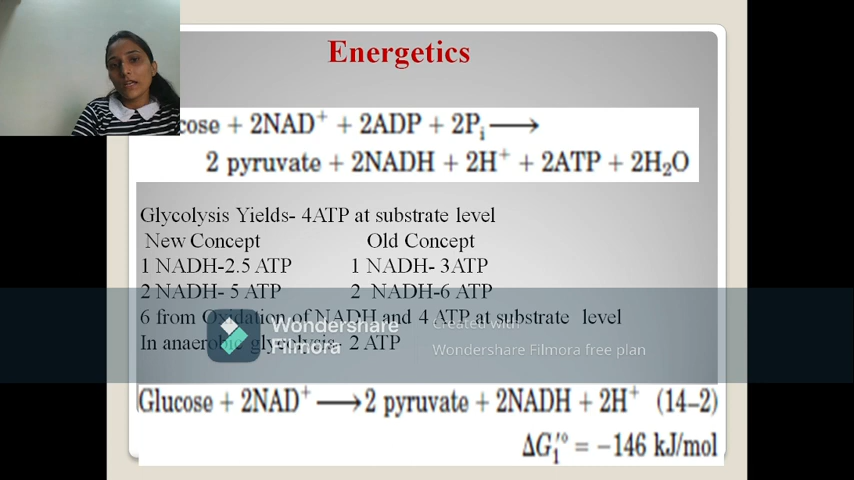 Energetics
cose + 2NAD⁺ + 2ADP + 2Pᵢ⟶
2 pyruvate + 2NADH + 2H⁺ + 2ATP + 2H₂O
Glycolysis Yields- 4ATP at substrate level
New Concept Old Concept
1 NADH-2.5 ATP 1 NADH- 3ATP
2 NADH- 5 ATP 2 NADH-6 ATP
6 from Oxidation of NADH and 4 ATP at substrate level
In anaerobic glycolysis- 2 ATP
Wondershare
Filmora
Created with
Wondershare Filmora free plan
Glucose + 2NAD⁺ ⟶2 pyruvate + 2NADH + 2H⁺ (14–2)
ΔG₁′° = −146 kJ/mol